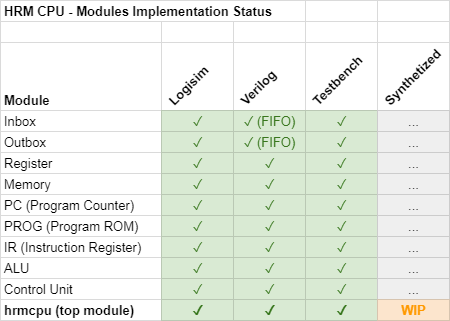 HRM CPU - Modules Implementation Status
Module Logisim Verilog Testbench Synthetized
Inbox ✓ ✓ (FIFO) ✓ ...
Outbox ✓ ✓ (FIFO) ✓ ...
Register ✓ ✓ ✓ ...
Memory ✓ ✓ ✓ ...
PC (Program Counter) ✓ ✓ ✓ ...
PROG (Program ROM) ✓ ✓ ✓ ...
IR (Instruction Register) ✓ ✓ ✓ ...
ALU ✓ ✓ ✓ ...
Control Unit ✓ ✓ ✓ ...
hrmcpu (top module) ✓ ✓ ✓ WIP